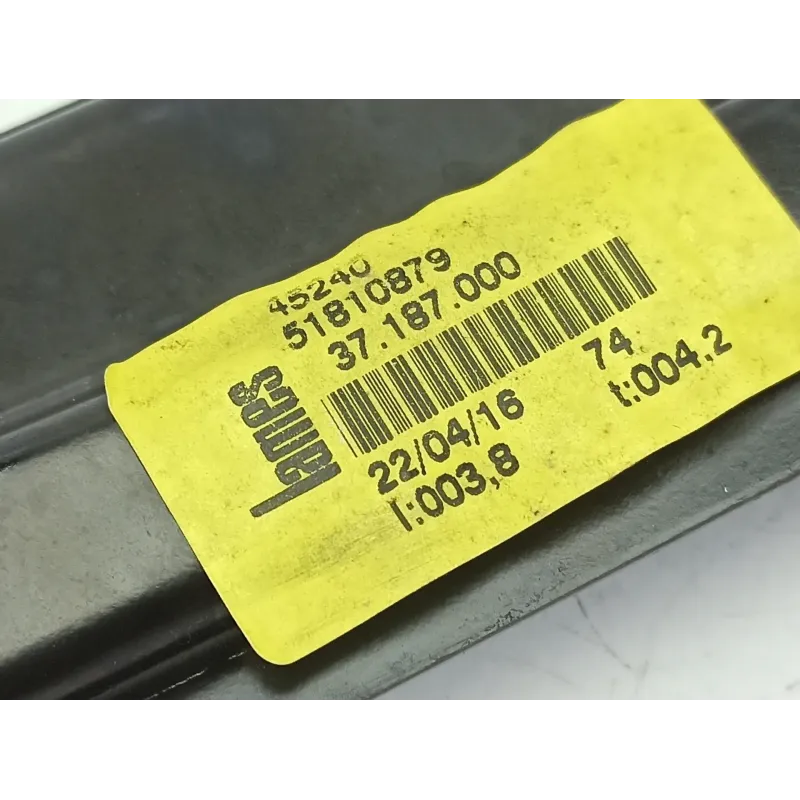 45240
51810879
37.187.000
Lames
74
22/04/16
t:004,2
I:003,8